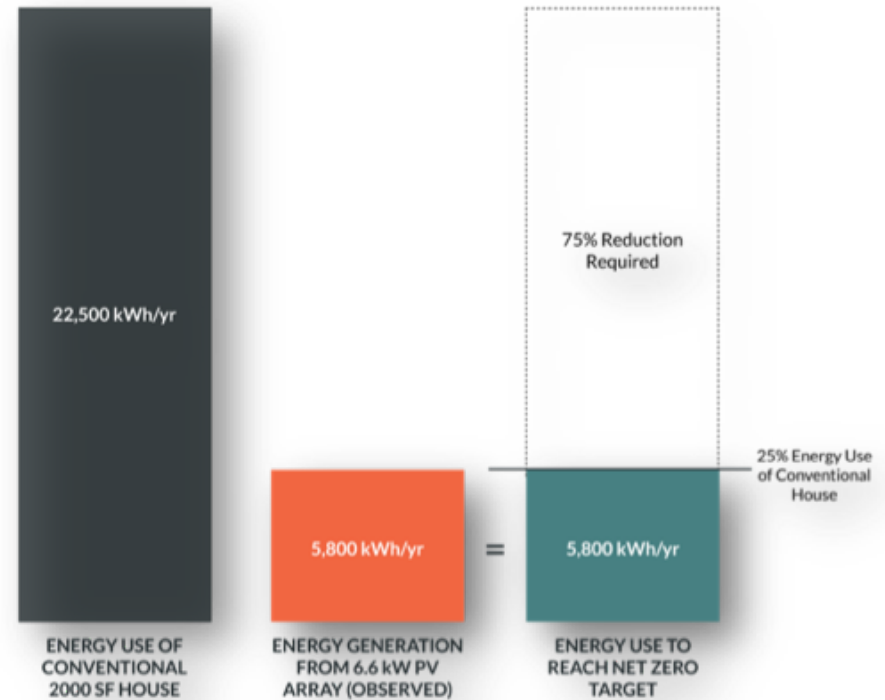 75% Reduction
Required
22,500 kWh/yr
25% Energy Use
of Conventional
House
5,800 kWh/yr
=
5,800 kWh/yr
ENERGY USE OF
CONVENTIONAL
2000 SF HOUSE
ENERGY GENERATION
FROM 6.6 kW PV
ARRAY (OBSERVED)
ENERGY USE TO
REACH NET ZERO
TARGET